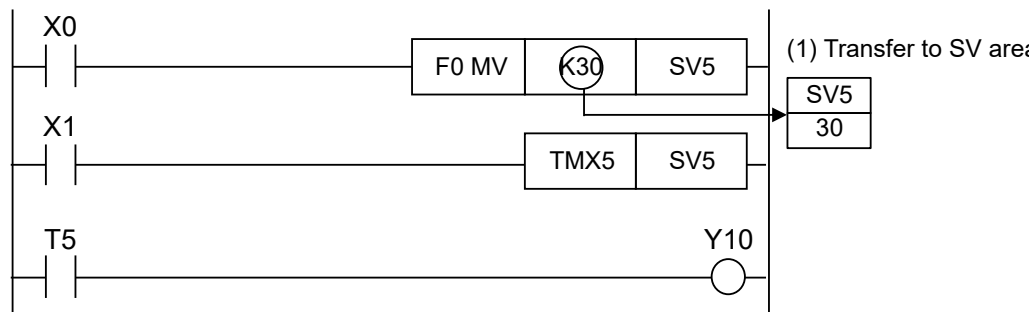 X0
F0 MV K30 SV5
(1) Transfer to SV area
SV5
30
X1
TMX5 SV5
T5
Y10